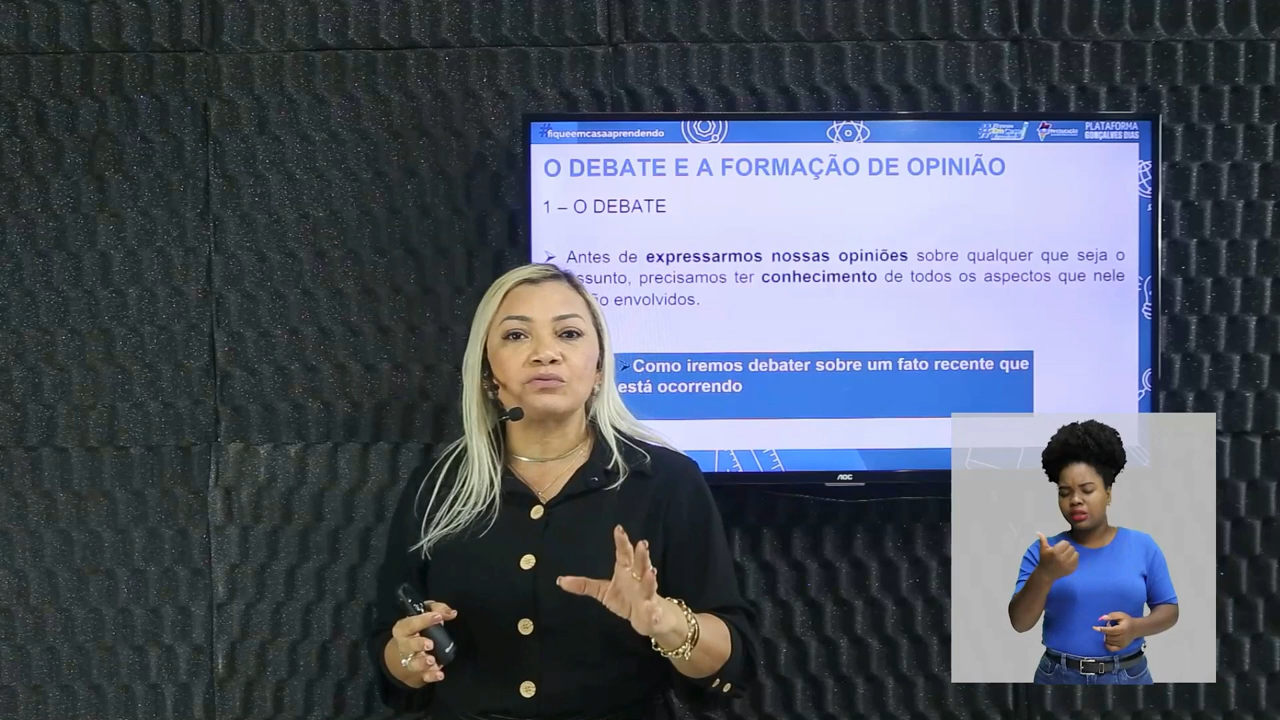 #fiqueemcasaaprendendo
PLATAFORMA
GONÇALVES DIAS
O DEBATE E A FORMAÇÃO DE OPINIÃO
1 – O DEBATE
➢ Antes de expressarmos nossas opiniões sobre qualquer que seja o
ssunto, precisamos ter conhecimento de todos os aspectos que nele
ão envolvidos.
➢Como iremos debater sobre um fato recente que
está ocorrendo
AOC